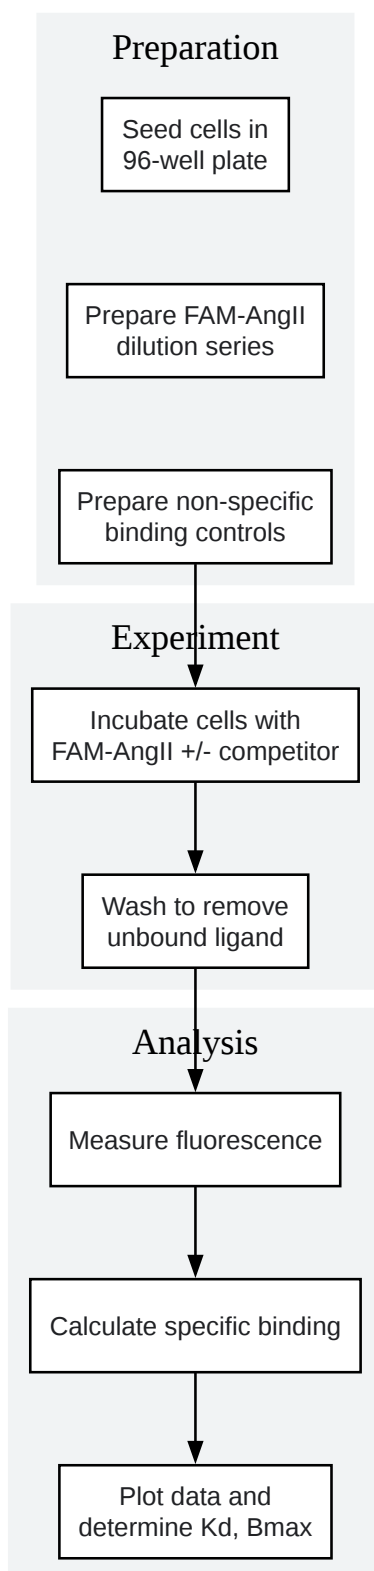 Preparation
Seed cells in
96-well plate
Prepare FAM-AngII
dilution series
Prepare non-specific
binding controls
Experiment
Incubate cells with
FAM-AngII +/- competitor
Wash to remove
unbound ligand
Analysis
Measure fluorescence
Calculate specific binding
Plot data and
determine Kd, Bmax